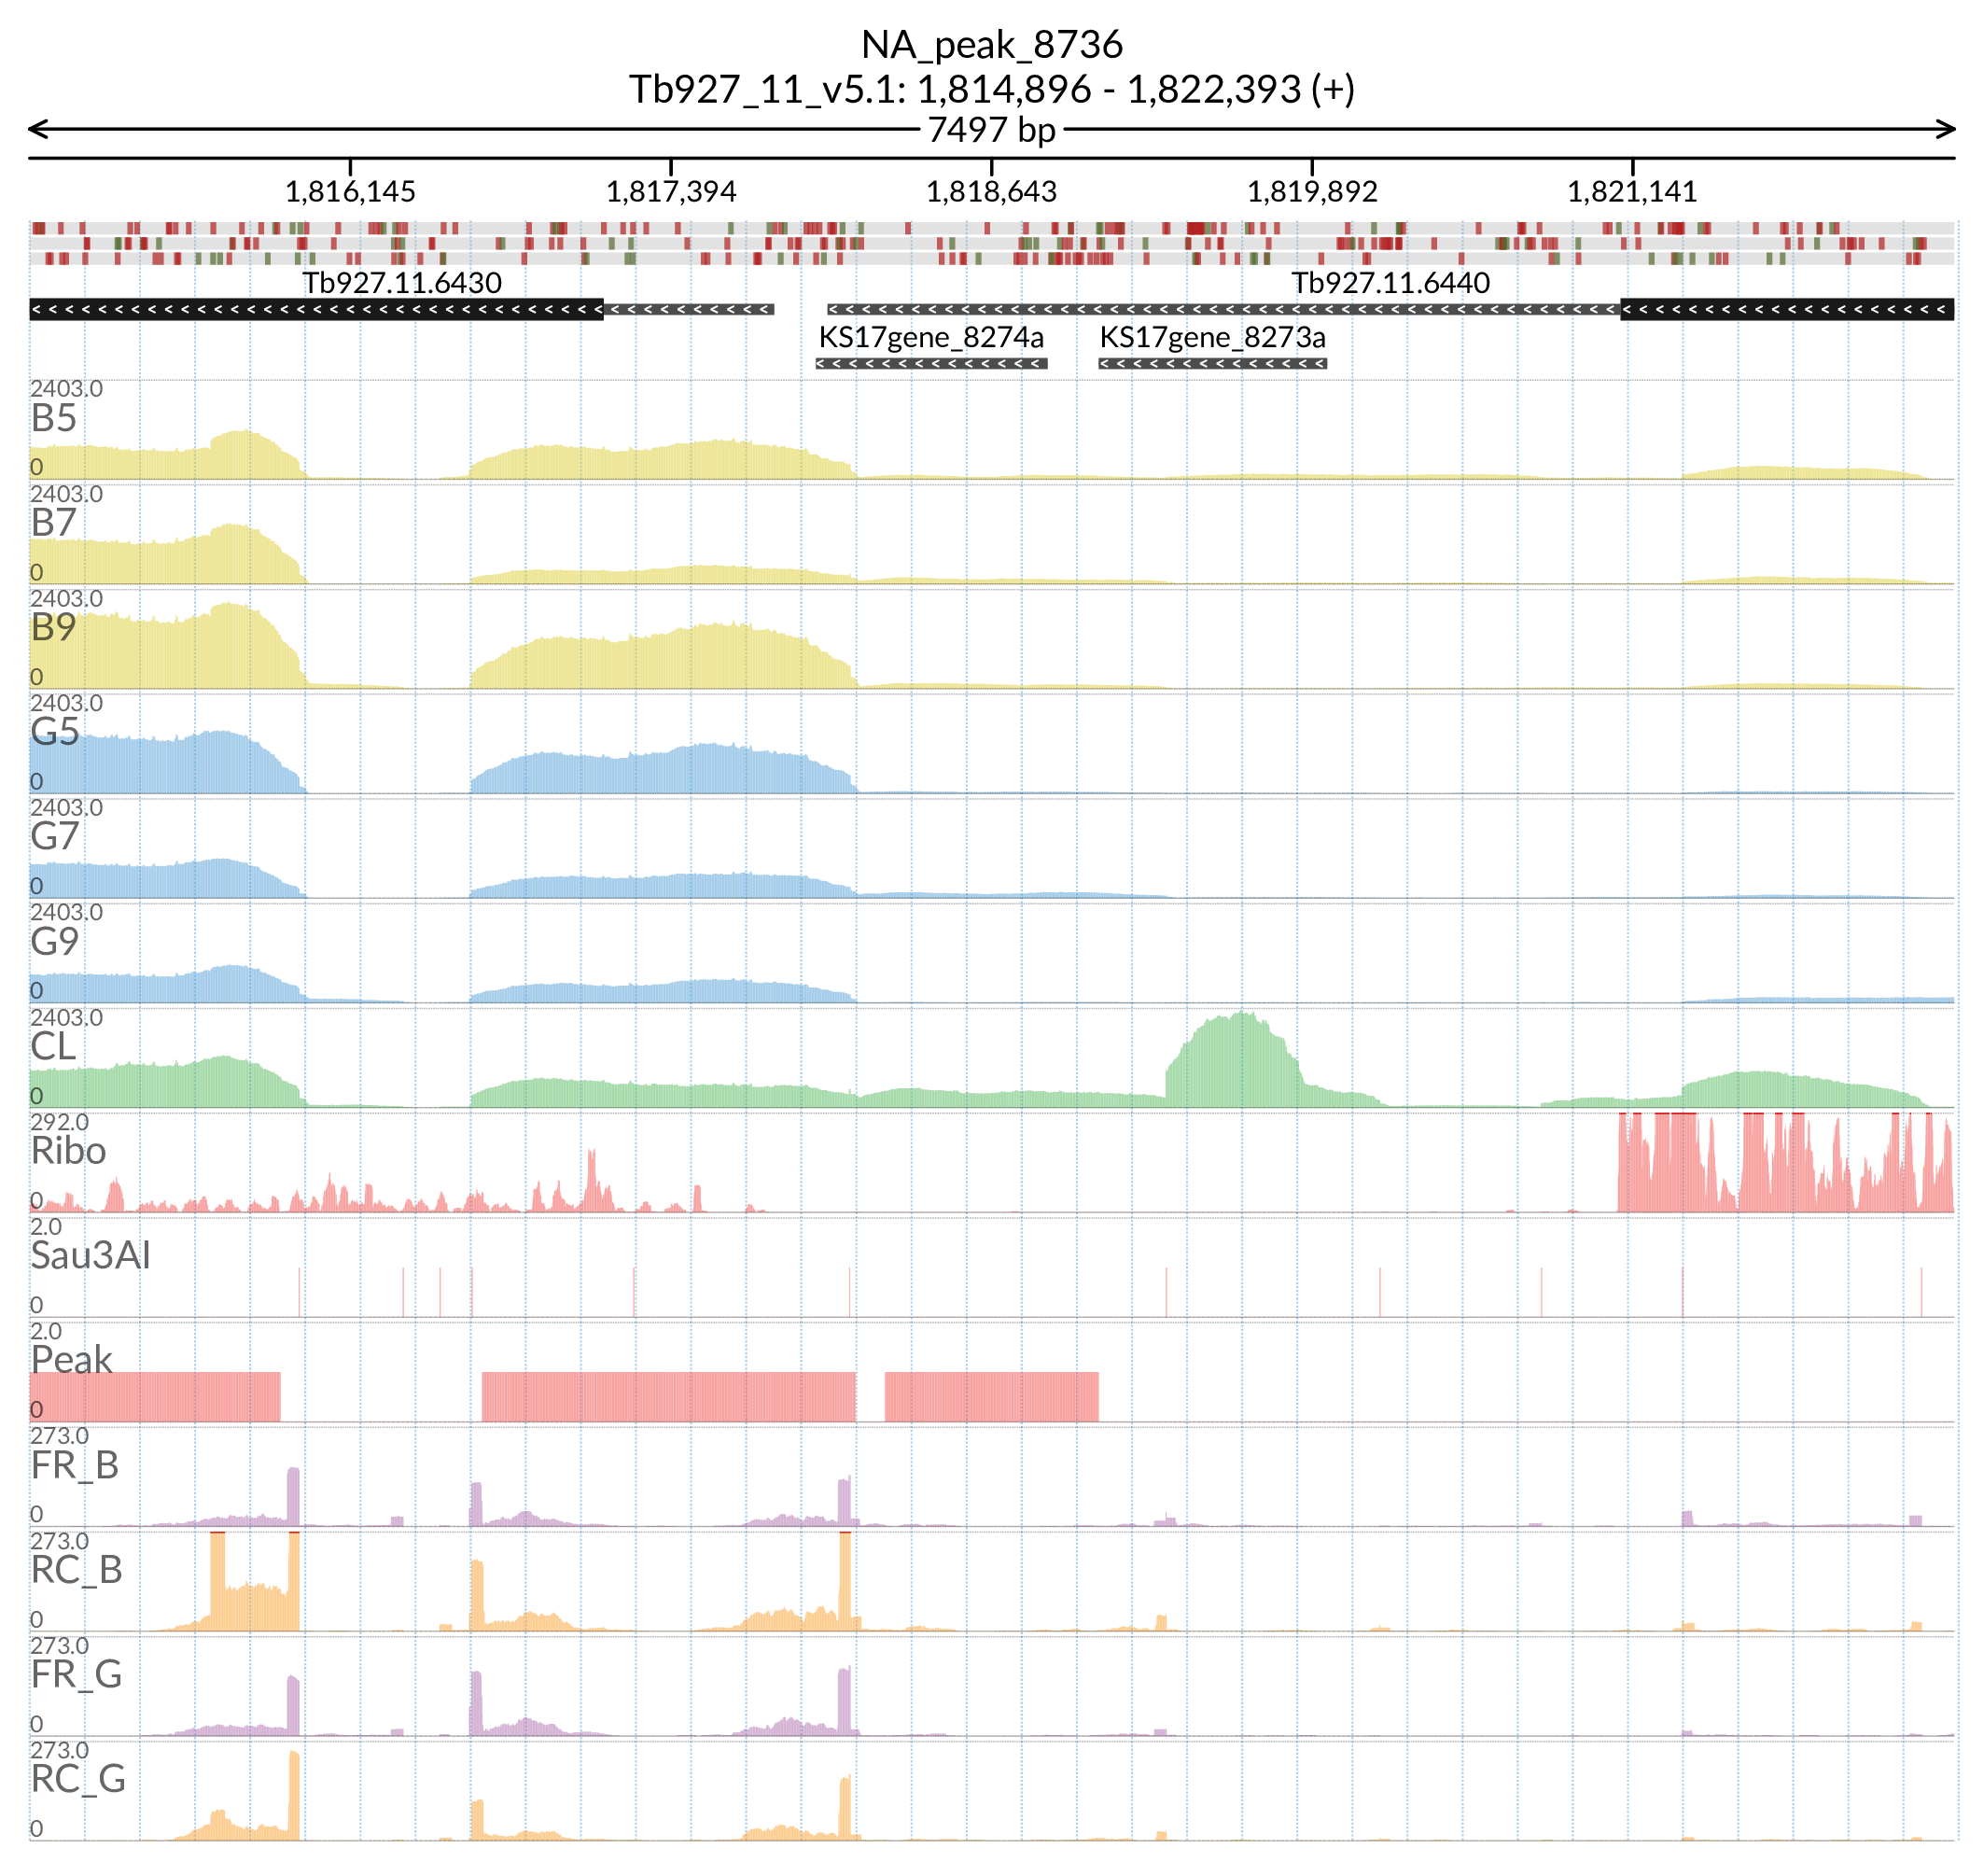 NA_peak_8736
Tb927_11_v5.1: 1,814,896 - 1,822,393 (+)
7497 bp
1,816,145 1,817,394 1,818,643 1,819,892 1,821,141
Tb927.11.6430 Tb927.11.6440
KS17gene_8274a KS17gene_8273a
2403.0
B5
0
2403.0
B7
0
2403.0
B9
0
2403.0
G5
0
2403.0
G7
0
2403.0
G9
0
2403.0
CL
0
292.0
Ribo
0
2.0
Sau3AI
0
2.0
Peak
0
273.0
FR_B
0
273.0
RC_B
0
273.0
FR_G
0
273.0
RC_G
0